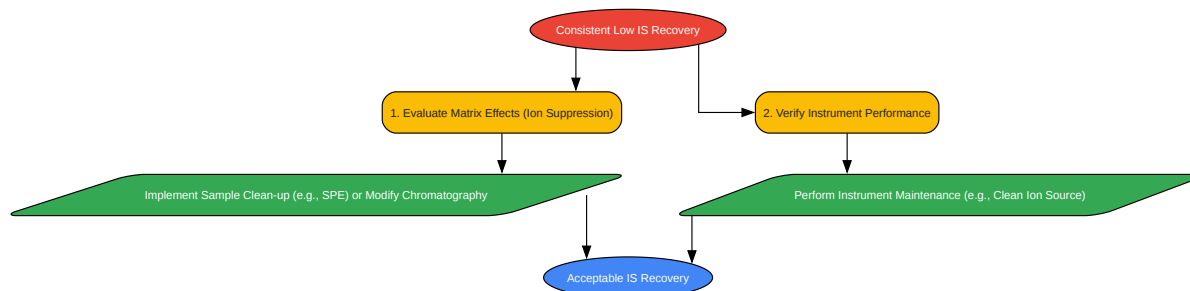 Consistent Low IS Recovery
1. Evaluate Matrix Effects (Ion Suppression)
2. Verify Instrument Performance
Implement Sample Clean-up (e.g., SPE) or Modify Chromatography
Perform Instrument Maintenance (e.g., Clean Ion Source)
Acceptable IS Recovery